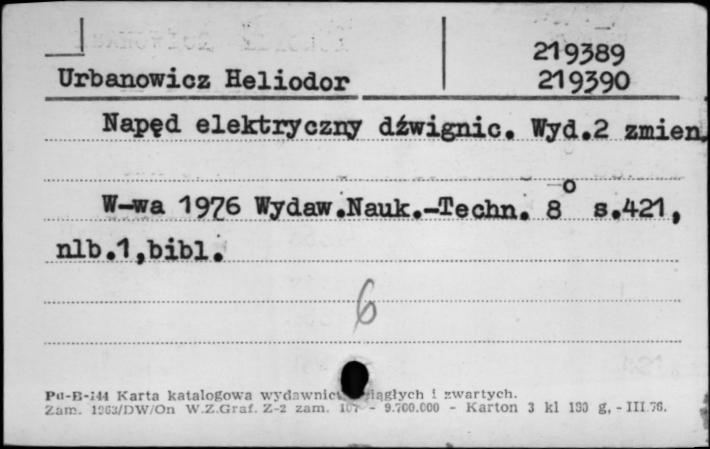 219389
Urbanowicz Heliodor 219390
Napęd elektryczny dźwignic. Wyd.2 zmien.
W-wa 1976 Wydaw.Nauk.-Techn. 8° s.421,
nlb.1,bibl.
6
Pu-B-144 Karta katalogowa ciągłych i zwartych.
Zam. 1963/DW/On W.Z.Graf. Z-2 zam. - 9.700.000 - Karton 3 kl 180 g, - III.76.